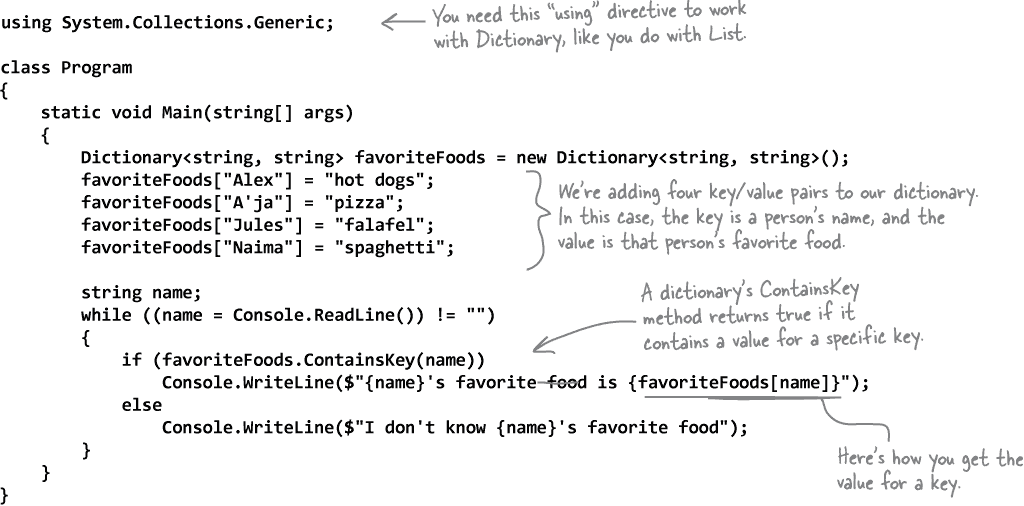 using System.Collections.Generic;
You need this "using" directive to work
with Dictionary, like you do with List.
class Program
{
static void Main(string[] args)
{
Dictionary<string, string> favoriteFoods = new Dictionary<string, string>();
favoriteFoods["Alex"] = "hot dogs";
favoriteFoods["A'ja"] = "pizza";
favoriteFoods["Jules"] = "falafel";
favoriteFoods["Naima"] = "spaghetti";
We're adding four key/value pairs to our dictionary.
In this case, the key is a person's name, and the
value is that person's favorite food.
string name;
while ((name = Console.ReadLine()) != "")
{
A dictionary's ContainsKey
method returns true if it
contains a value for a specific key.
if (favoriteFoods.ContainsKey(name))
Console.WriteLine($"{name}'s favorite food is {favoriteFoods[name]}");
else
Console.WriteLine($"I don't know {name}'s favorite food");
}
Here's how you get the
value for a key.
}
}